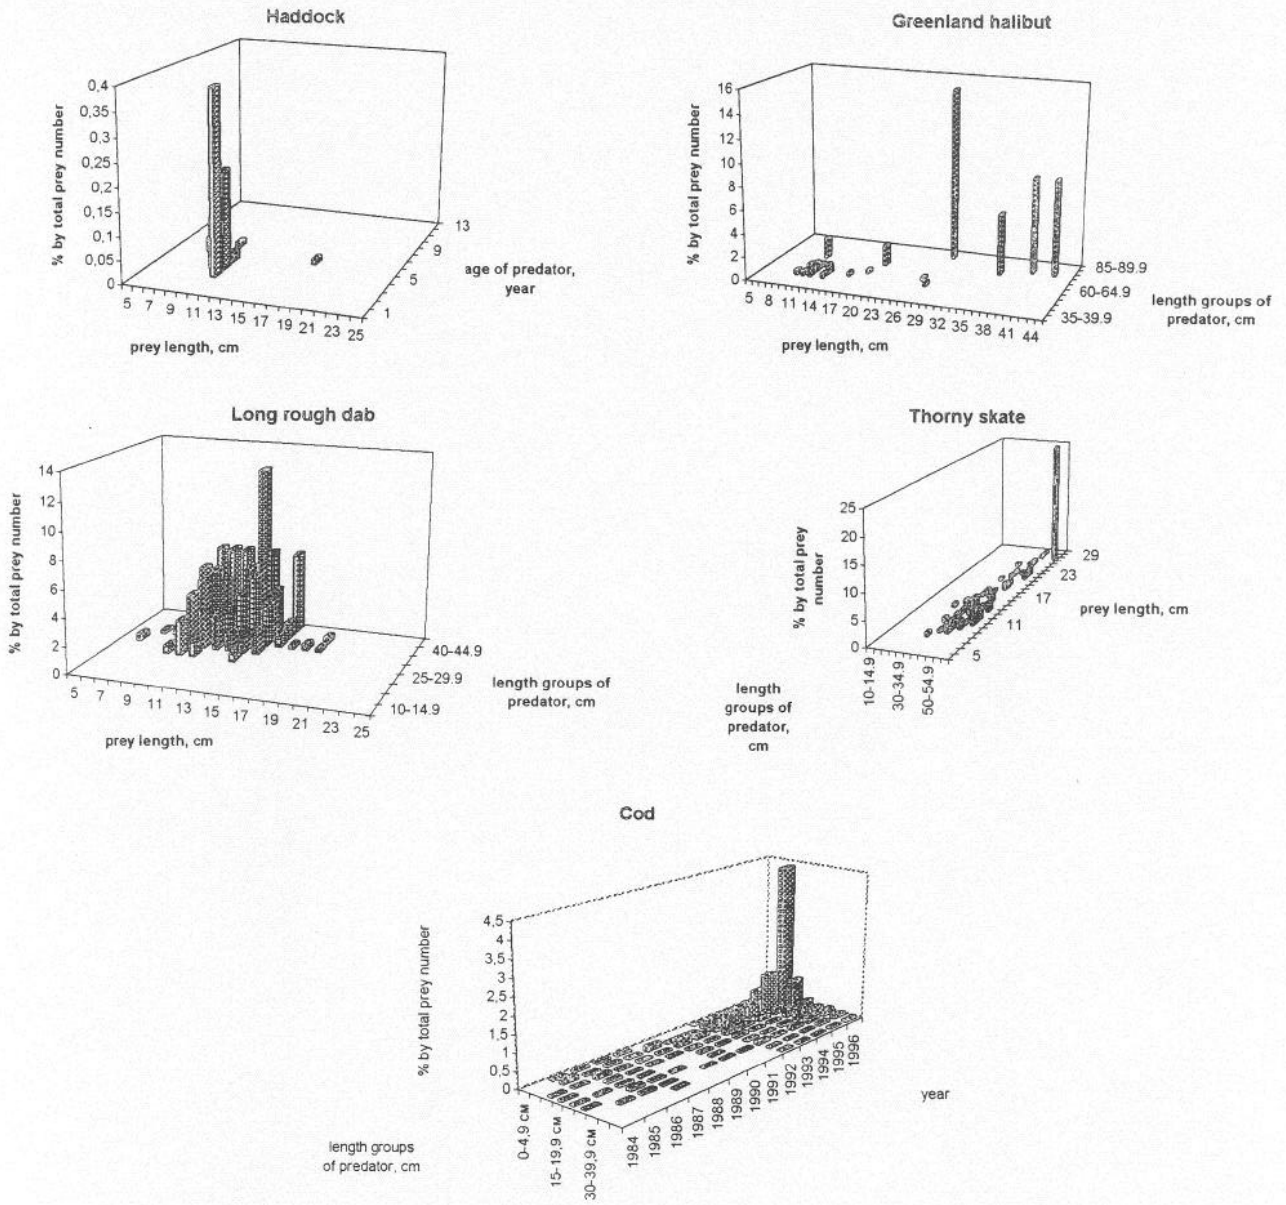 Haddock
0,4
0,35
0,3
0,25
0,2
0,15
0,1
0,05
0
% by total prey number
5 7 9 11 13 15 17 19 21 23 25
prey length, cm
1
5
9
13
age of predator,
year
Greenland halibut
16
14
12
10
8
6
4
2
0
% by total prey number
5 8 11 14 17 20 23 26 29 32 35 38 41 44
prey length, cm
85-89.9
60-64.9
35-39.9
length groups of
predator, cm
Long rough dab
14
12
10
8
6
4
2
0
% by total prey number
5 7 9 11 13 15 17 19 21 23 25
prey length, cm
40-44.9
25-29.9
10-14.9
length groups of
predator, cm
Thorny skate
25
20
15
10
5
0
% by total prey
number
29
23
17
11
5
prey length, cm
10-14.9
30-34.9
50-54.9
length
groups of
predator,
cm
Cod
4,5
4
3,5
3
2,5
2
1,5
1
0,5
0
% by total prey number
0-4,9 см
15-19,9 см
30-39,9 см
length groups
of predator, cm
1984
1985
1986
1987
1988
1989
1990
1991
1992
1993
1994
1995
1996
year